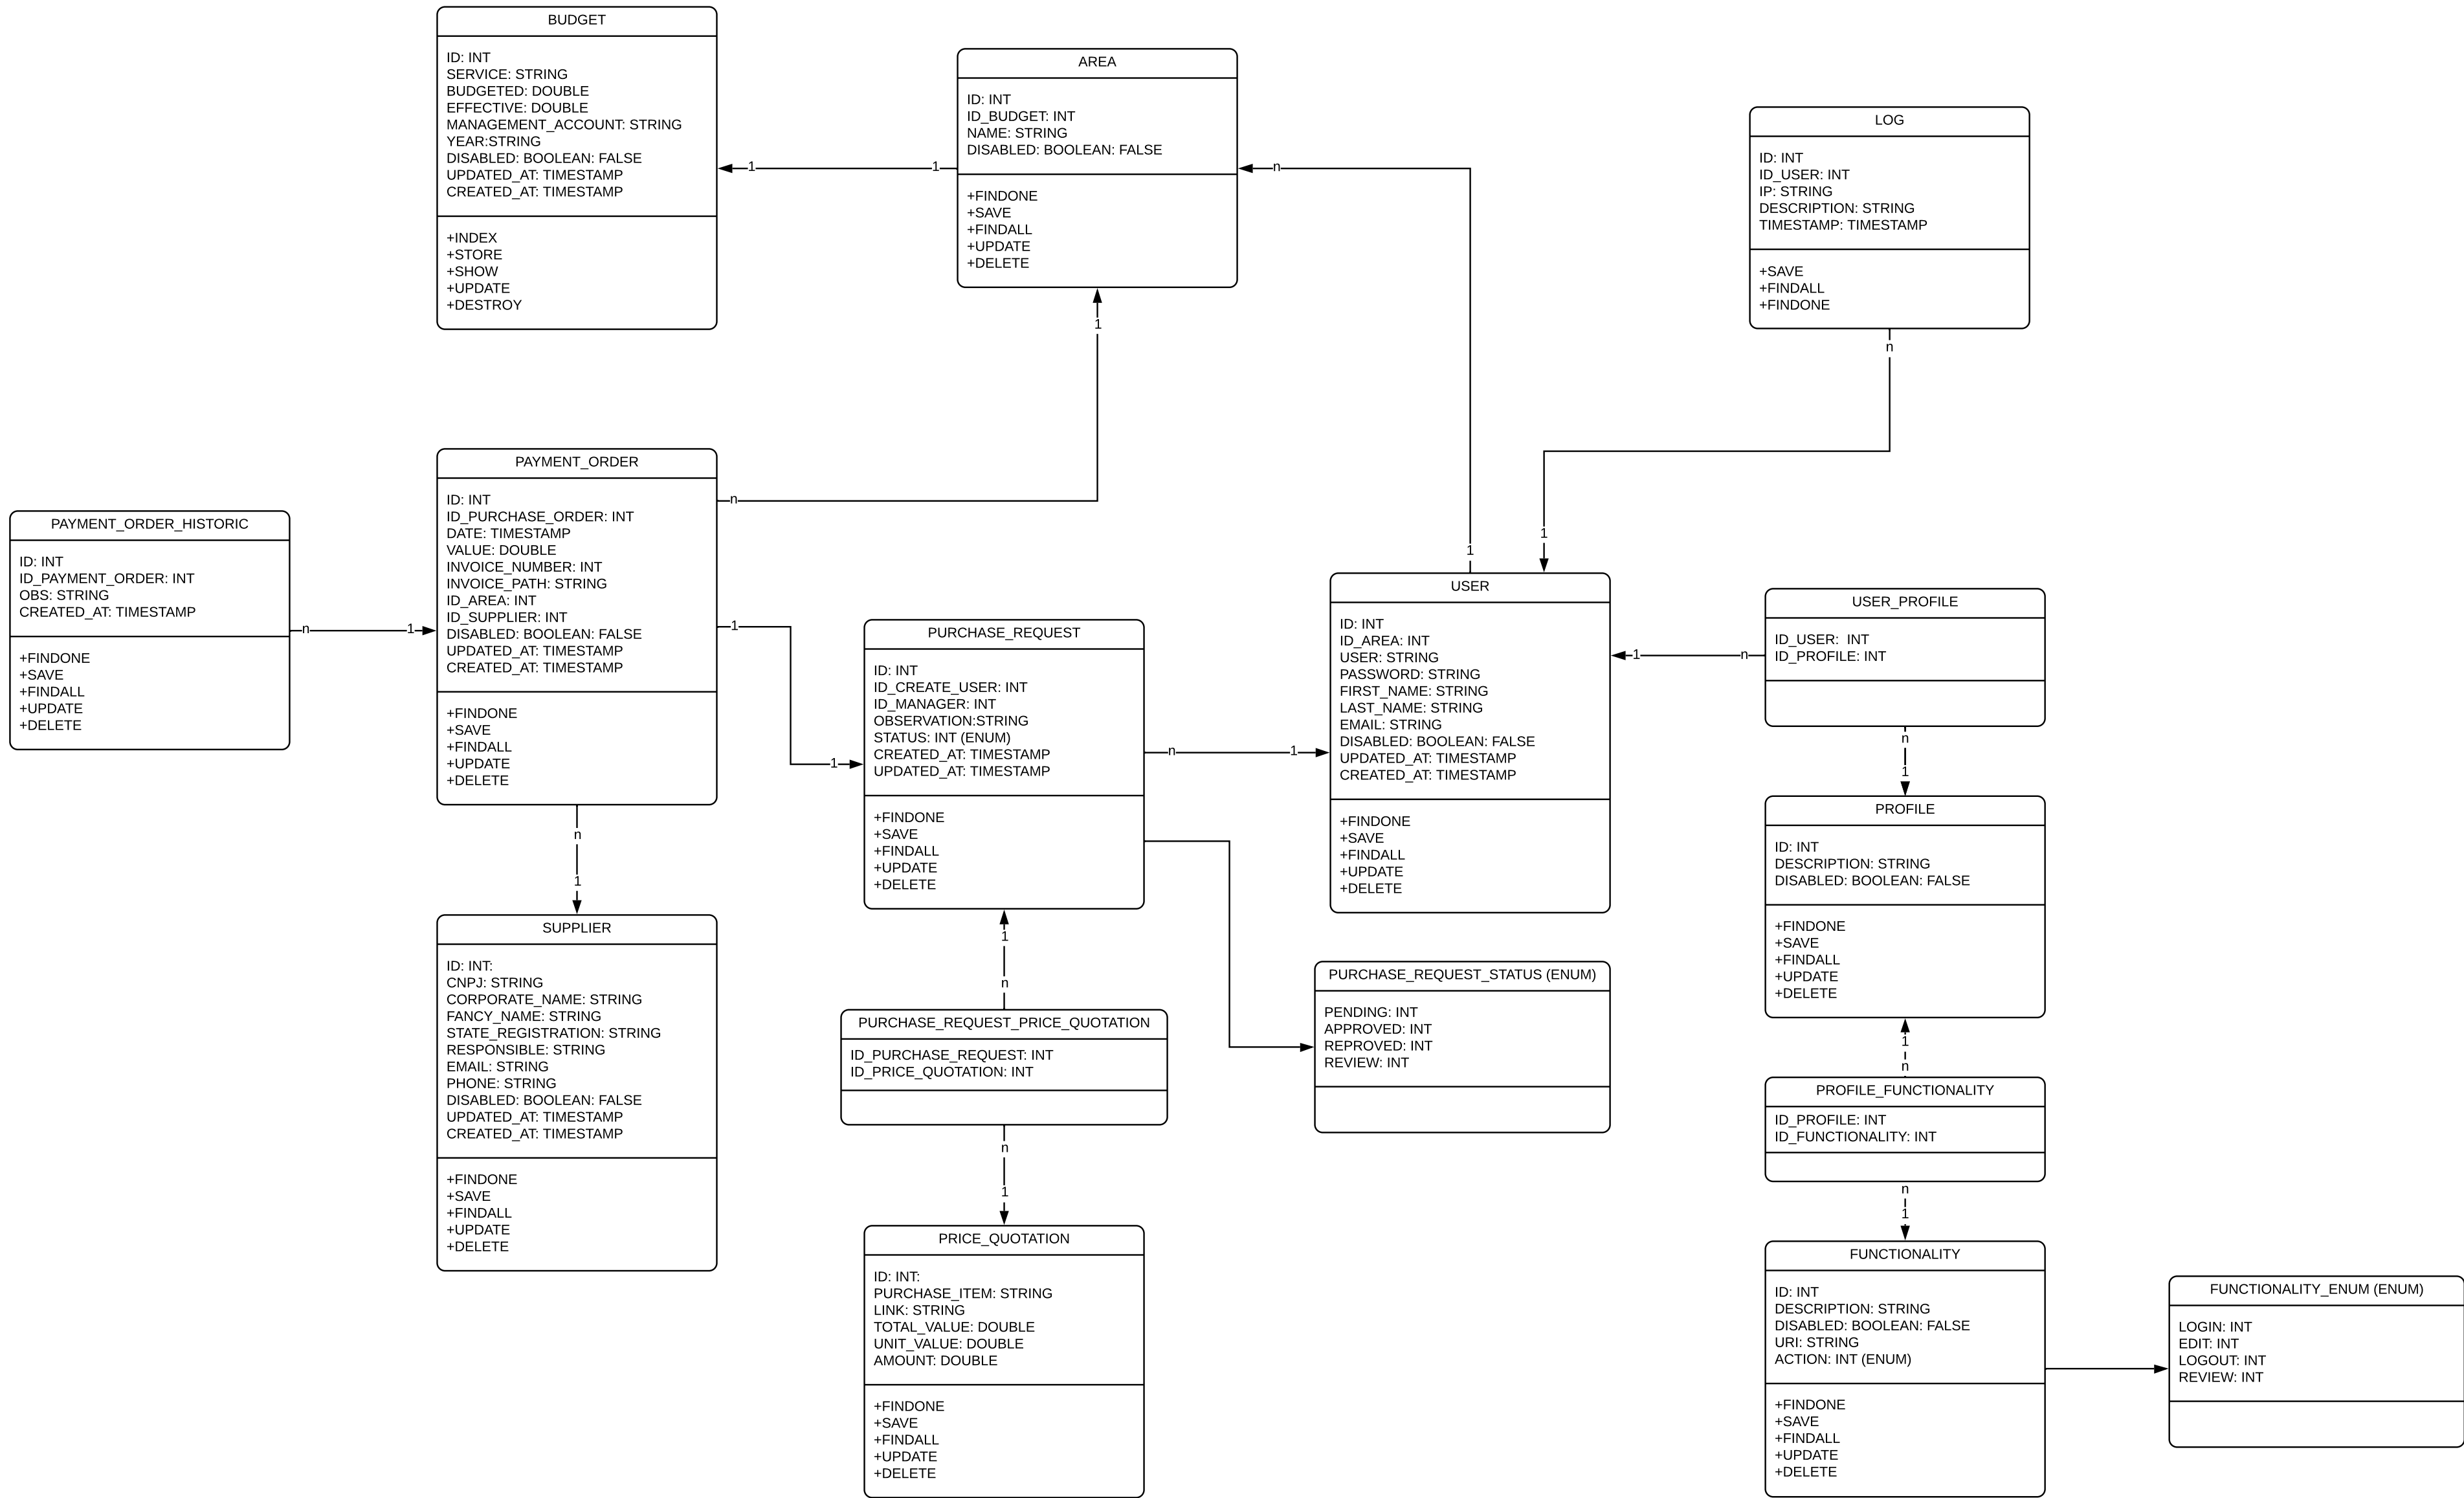 BUDGET
ID: INT
SERVICE: STRING
BUDGETED: DOUBLE
EFFECTIVE: DOUBLE
MANAGEMENT_ACCOUNT: STRING
YEAR:STRING
DISABLED: BOOLEAN: FALSE
UPDATED_AT: TIMESTAMP
CREATED_AT: TIMESTAMP
+INDEX
+STORE
+SHOW
+UPDATE
+DESTROY
1
1
AREA
ID: INT
ID_BUDGET: INT
NAME: STRING
DISABLED: BOOLEAN: FALSE
+FINDONE
+SAVE
+FINDALL
+UPDATE
+DELETE
n
1
1
n
LOG
ID: INT
ID_USER: INT
IP: STRING
DESCRIPTION: STRING
TIMESTAMP: TIMESTAMP
+SAVE
+FINDALL
+FINDONE
n
1
PAYMENT_ORDER_HISTORIC
ID: INT
ID_PAYMENT_ORDER: INT
OBS: STRING
CREATED_AT: TIMESTAMP
+FINDONE
+SAVE
+FINDALL
+UPDATE
+DELETE
n
1
PAYMENT_ORDER
ID: INT
ID_PURCHASE_ORDER: INT
DATE: TIMESTAMP
VALUE: DOUBLE
INVOICE_NUMBER: INT
INVOICE_PATH: STRING
ID_AREA: INT
ID_SUPPLIER: INT
DISABLED: BOOLEAN: FALSE
UPDATED_AT: TIMESTAMP
CREATED_AT: TIMESTAMP
+FINDONE
+SAVE
+FINDALL
+UPDATE
+DELETE
1
1
n
1
SUPPLIER
ID: INT:
CNPJ: STRING
CORPORATE_NAME: STRING
FANCY_NAME: STRING
STATE_REGISTRATION: STRING
RESPONSIBLE: STRING
EMAIL: STRING
PHONE: STRING
DISABLED: BOOLEAN: FALSE
UPDATED_AT: TIMESTAMP
CREATED_AT: TIMESTAMP
+FINDONE
+SAVE
+FINDALL
+UPDATE
+DELETE
PURCHASE_REQUEST
ID: INT
ID_CREATE_USER: INT
ID_MANAGER: INT
OBSERVATION:STRING
STATUS: INT (ENUM)
CREATED_AT: TIMESTAMP
UPDATED_AT: TIMESTAMP
+FINDONE
+SAVE
+FINDALL
+UPDATE
+DELETE
n
1
1
n
PURCHASE_REQUEST_PRICE_QUOTATION
ID_PURCHASE_REQUEST: INT
ID_PRICE_QUOTATION: INT
n
1
PRICE_QUOTATION
ID: INT:
PURCHASE_ITEM: STRING
LINK: STRING
TOTAL_VALUE: DOUBLE
UNIT_VALUE: DOUBLE
AMOUNT: DOUBLE
+FINDONE
+SAVE
+FINDALL
+UPDATE
+DELETE
USER
ID: INT
ID_AREA: INT
USER: STRING
PASSWORD: STRING
FIRST_NAME: STRING
LAST_NAME: STRING
EMAIL: STRING
DISABLED: BOOLEAN: FALSE
UPDATED_AT: TIMESTAMP
CREATED_AT: TIMESTAMP
+FINDONE
+SAVE
+FINDALL
+UPDATE
+DELETE
PURCHASE_REQUEST_STATUS (ENUM)
PENDING: INT
APPROVED: INT
REPROVED: INT
REVIEW: INT
1
n
USER_PROFILE
ID_USER:  INT
ID_PROFILE: INT
n
1
PROFILE
ID: INT
DESCRIPTION: STRING
DISABLED: BOOLEAN: FALSE
+FINDONE
+SAVE
+FINDALL
+UPDATE
+DELETE
1
n
PROFILE_FUNCTIONALITY
ID_PROFILE: INT
ID_FUNCTIONALITY: INT
n
1
FUNCTIONALITY
ID: INT
DESCRIPTION: STRING
DISABLED: BOOLEAN: FALSE
URI: STRING
ACTION: INT (ENUM)
+FINDONE
+SAVE
+FINDALL
+UPDATE
+DELETE
FUNCTIONALITY_ENUM (ENUM)
LOGIN: INT
EDIT: INT
LOGOUT: INT
REVIEW: INT